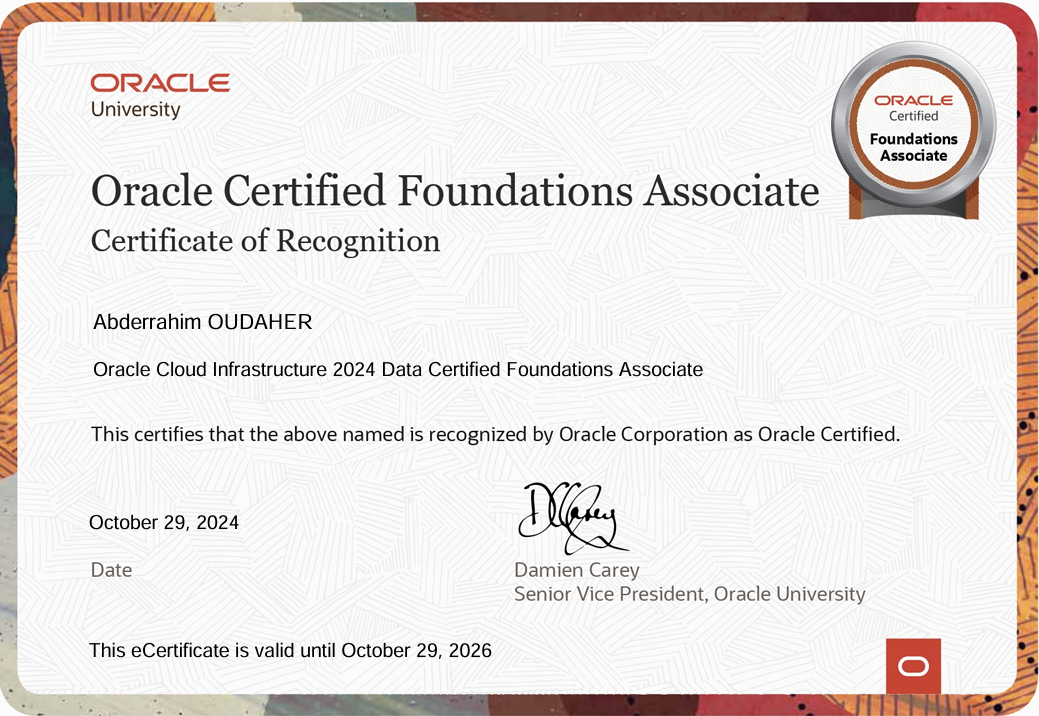 ORACLE
University
ORACLE
Certified
Foundations
Associate
Oracle Certified Foundations Associate
Certificate of Recognition
Abderrahim OUDAHER
Oracle Cloud Infrastructure 2024 Data Certified Foundations Associate
This certifies that the above named is recognized by Oracle Corporation as Oracle Certified.
DCCarey
October 29, 2024
Date
Damien Carey
Senior Vice President, Oracle University
This eCertificate is valid until October 29, 2026